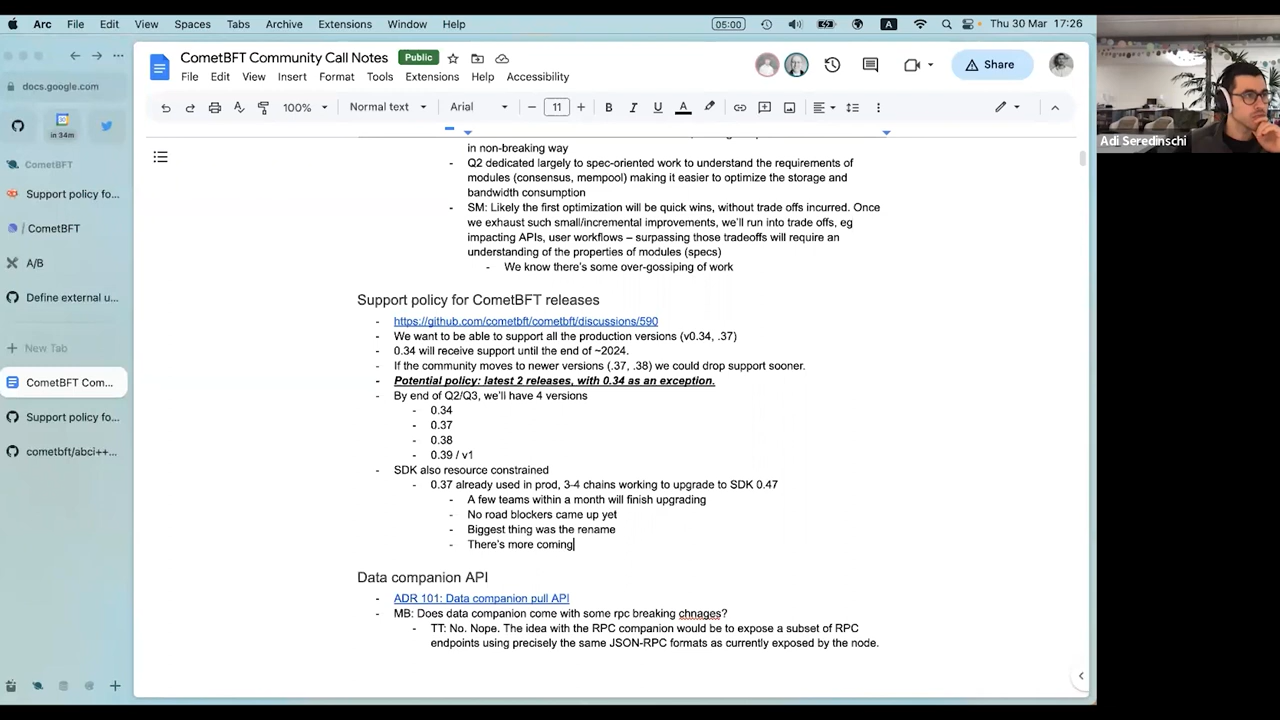 Arc File Edit View Spaces Tabs Archive Extensions Window Help 05:00 A Thu 30 Mar 17:26
docs.google.com
in 34m
CometBFT
Support policy fo...
/ CometBFT
A/B
Define external u...
New Tab
CometBFT Com...
Support policy fo...
cometbft/abci++...
CometBFT Community Call Notes Public
File Edit View Insert Format Tools Extensions Help Accessibility
Share
100% Normal text Arial 11 B I U A
in non-breaking way
- Q2 dedicated largely to spec-oriented work to understand the requirements of
modules (consensus, mempool) making it easier to optimize the storage and
bandwidth consumption
- SM: Likely the first optimization will be quick wins, without trade offs incurred. Once
we exhaust such small/incremental improvements, we'll run into trade offs, eg
impacting APIs, user workflows – surpassing those tradeoffs will require an
understanding of the properties of modules (specs)
- We know there's some over-gossiping of work
Support policy for CometBFT releases
- https://github.com/cometbft/cometbft/discussions/590
- We want to be able to support all the production versions (v0.34, .37)
- 0.34 will receive support until the end of ~2024.
- If the community moves to newer versions (.37, .38) we could drop support sooner.
- Potential policy: latest 2 releases, with 0.34 as an exception.
- By end of Q2/Q3, we'll have 4 versions
- 0.34
- 0.37
- 0.38
- 0.39 / v1
- SDK also resource constrained
- 0.37 already used in prod, 3-4 chains working to upgrade to SDK 0.47
- A few teams within a month will finish upgrading
- No road blockers came up yet
- Biggest thing was the rename
- There's more coming
Data companion API
- ADR 101: Data companion pull API
- MB: Does data companion come with some rpc breaking chnages?
- TT: No. Nope. The idea with the RPC companion would be to expose a subset of RPC
endpoints using precisely the same JSON-RPC formats as currently exposed by the node.
Adi Seredinschi